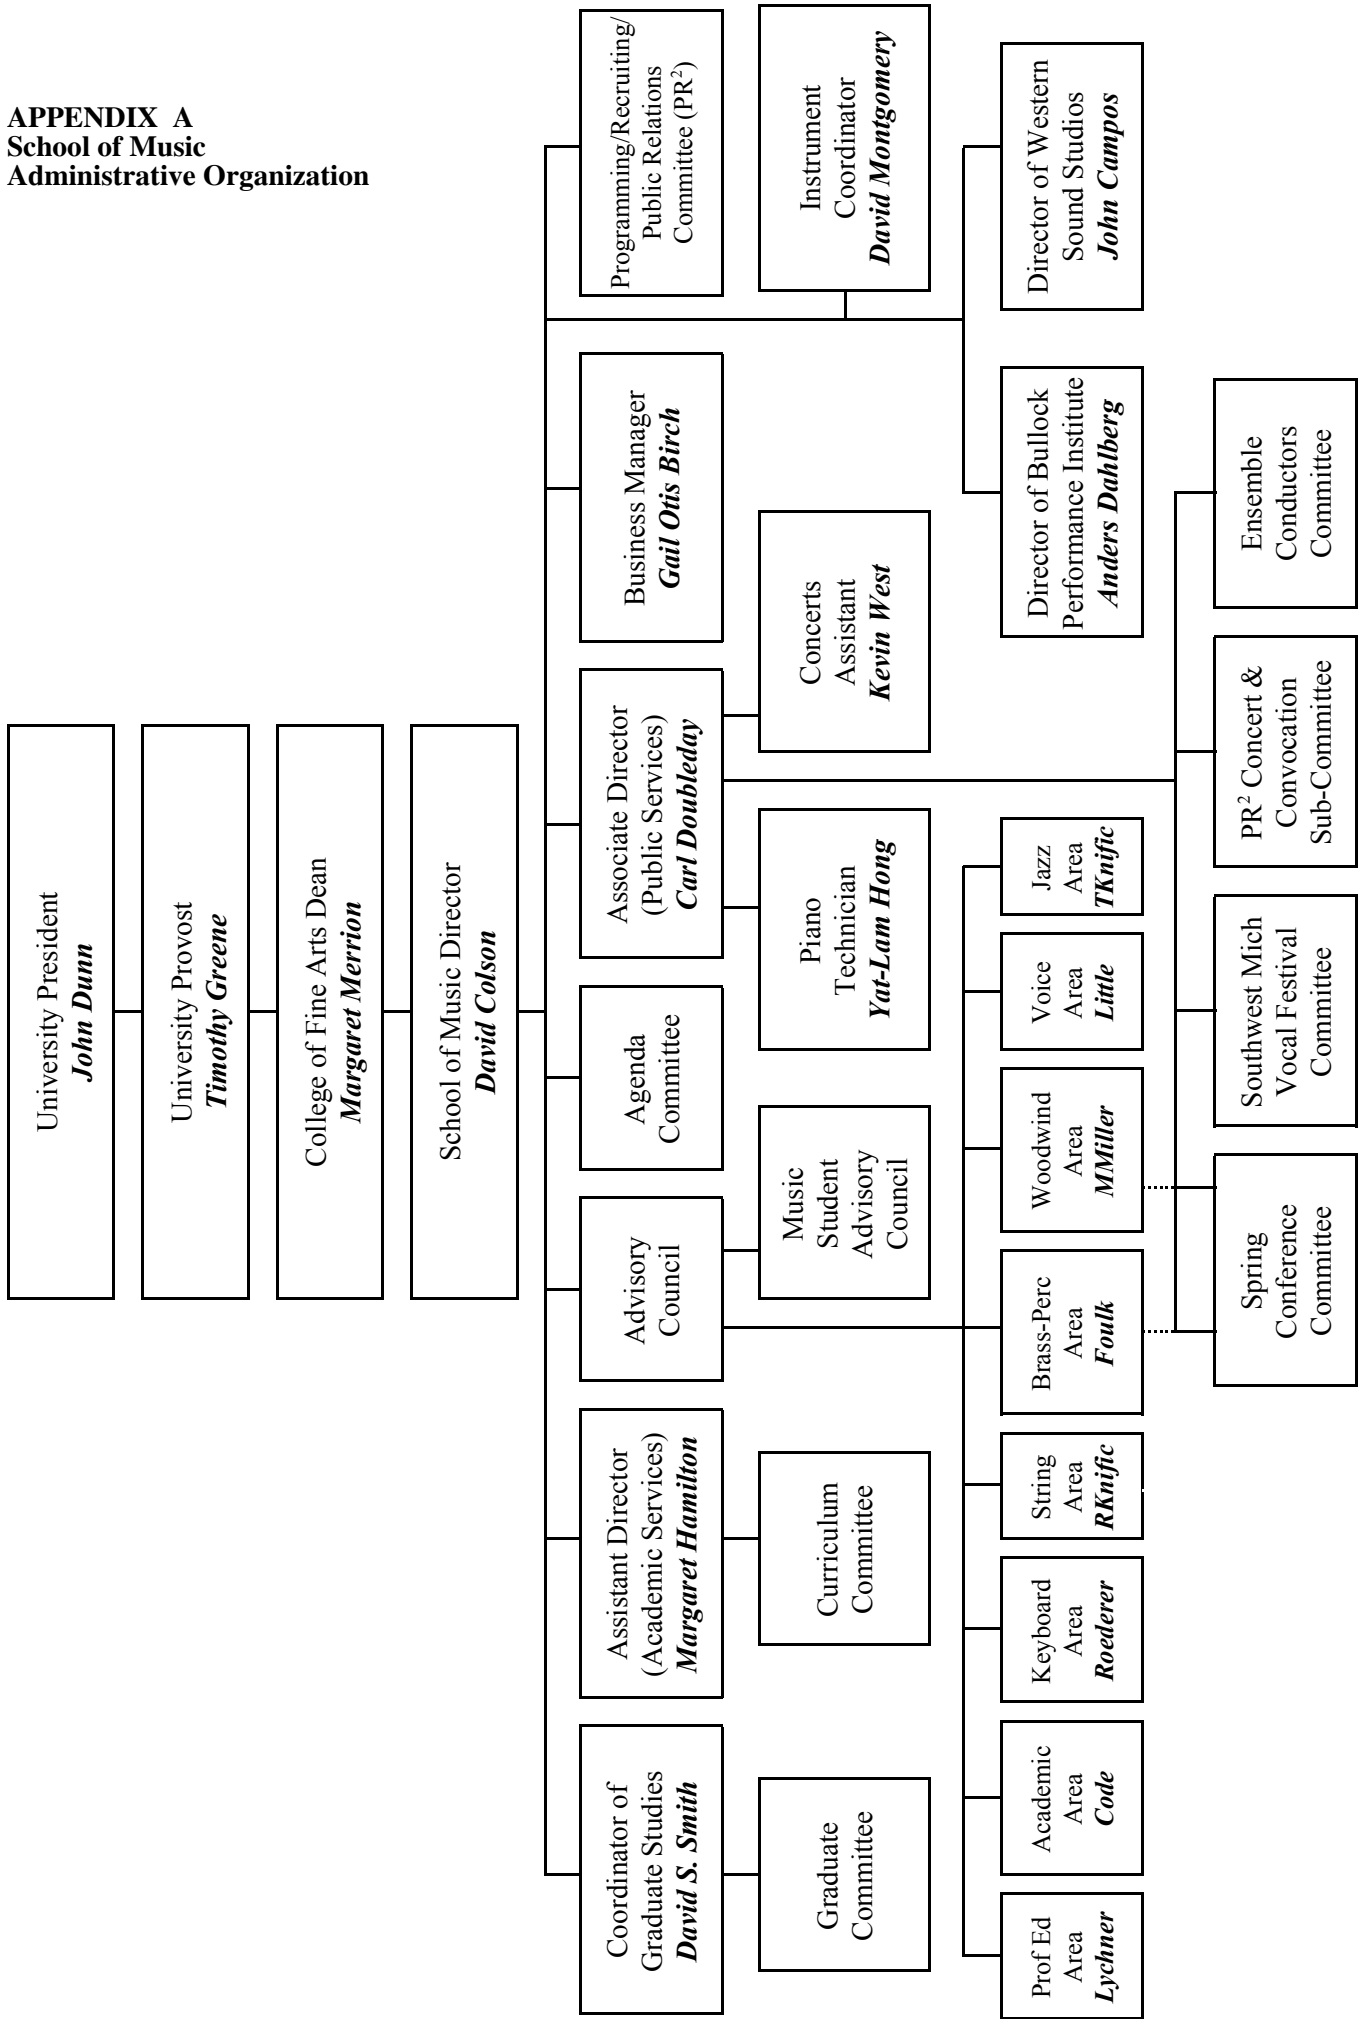 APPENDIX A
School of Music
Administrative Organization
University President
John Dunn
University Provost
Timothy Greene
College of Fine Arts Dean
Margaret Merrion
School of Music Director
David Colson
Coordinator of
Graduate Studies
David S. Smith
Assistant Director
(Academic Services)
Margaret Hamilton
Advisory
Council
Agenda
Committee
Associate Director
(Public Services)
Carl Doubleday
Business Manager
Gail Otis Birch
Programming/Recruiting/
Public Relations
Committee (PR²)
Graduate
Committee
Curriculum
Committee
Music
Student
Advisory
Council
Piano
Technician
Yat-Lam Hong
Concerts
Assistant
Kevin West
Instrument
Coordinator
David Montgomery
Prof Ed
Area
Lychner
Academic
Area
Code
Keyboard
Area
Roederer
String
Area
RKnific
Brass-Perc
Area
Foulk
Woodwind
Area
MMiller
Voice
Area
Little
Jazz
Area
TKnific
Director of Bullock
Performance Institute
Anders Dahlberg
Director of Western
Sound Studios
John Campos
Spring
Conference
Committee
Southwest Mich
Vocal Festival
Committee
PR² Concert &
Convocation
Sub-Committee
Ensemble
Conductors
Committee